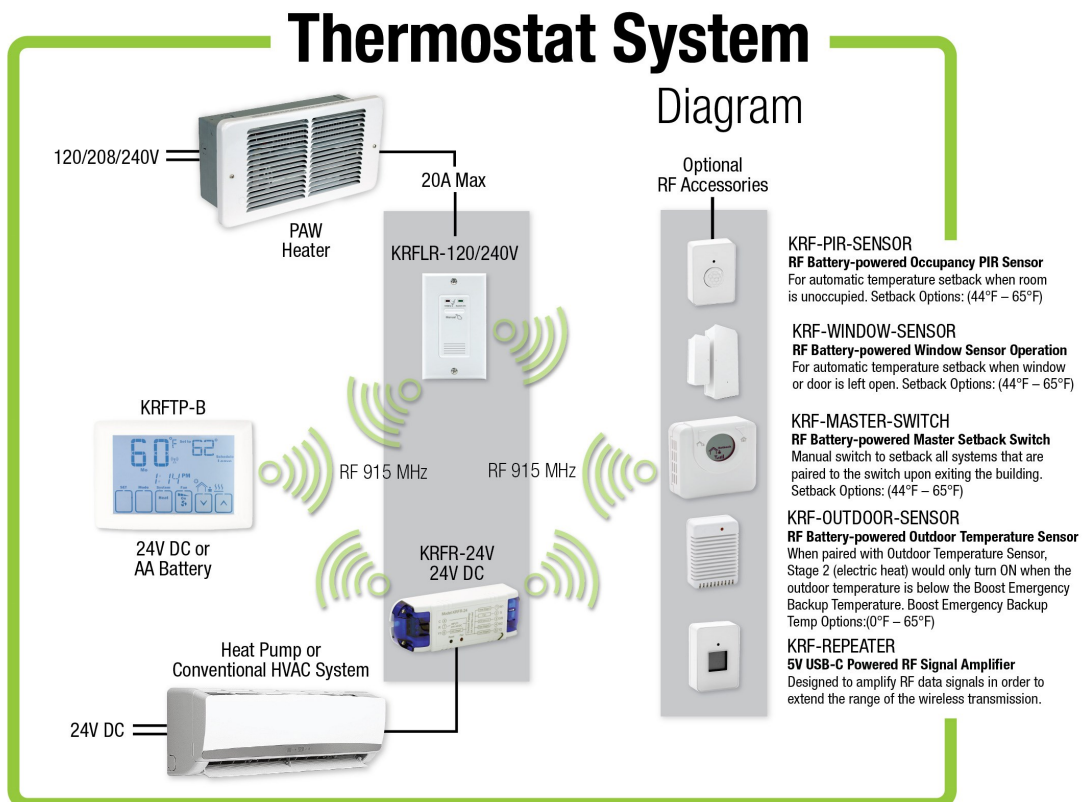 Thermostat System
Diagram
120/208/240V
20A Max
PAW
Heater
KRFLR-120/240V
Optional
RF Accessories
KRF-PIR-SENSOR
RF Battery-powered Occupancy PIR Sensor
For automatic temperature setback when room
is unoccupied. Setback Options: (44°F – 65°F)
KRF-WINDOW-SENSOR
RF Battery-powered Window Sensor Operation
For automatic temperature setback when window
or door is left open. Setback Options: (44°F – 65°F)
KRFTP-B
60°F
Set to 62°
Mo
1:14 PM
Fan
24V DC or
AA Battery
RF 915 MHz
RF 915 MHz
KRF-MASTER-SWITCH
RF Battery-powered Master Setback Switch
Manual switch to setback all systems that are
paired to the switch upon exiting the building.
Setback Options: (44°F – 65°F)
KRFR-24V
24V DC
KRF-OUTDOOR-SENSOR
RF Battery-powered Outdoor Temperature Sensor
When paired with Outdoor Temperature Sensor,
Stage 2 (electric heat) would only turn ON when the
outdoor temperature is below the Boost Emergency
Backup Temperature. Boost Emergency Backup
Temp Options:(0°F – 65°F)
KRF-REPEATER
5V USB-C Powered RF Signal Amplifier
Designed to amplify RF data signals in order to
extend the range of the wireless transmission.
Heat Pump or
Conventional HVAC System
24V DC